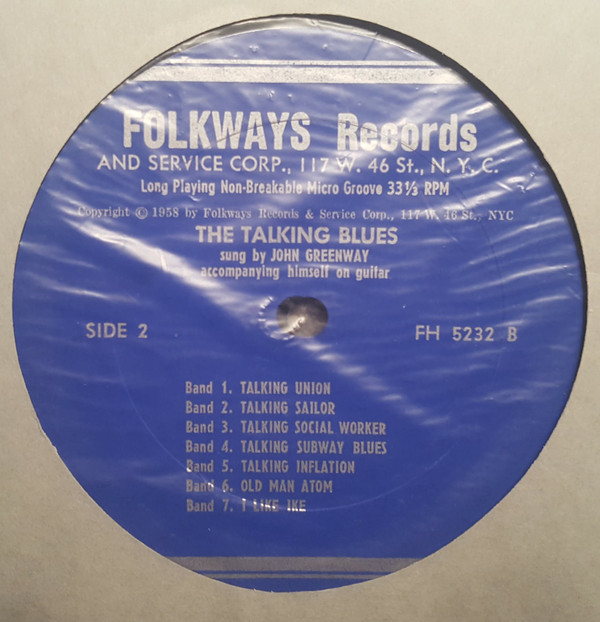 FOLKWAYS Records
AND SERVICE CORP., 117 W. 46 St., N. Y. C.
Long Playing Non-Breakable Micro Groove 33⅓ RPM
Copyright © 1958 by Folkways Records & Service Corp., 117 W. 46 St., NYC
THE TALKING BLUES
sung by JOHN GREENWAY
accompanying himself on guitar
SIDE 2
FH 5232 B
Band 1. TALKING UNION
Band 2. TALKING SAILOR
Band 3. TALKING SOCIAL WORKER
Band 4. TALKING SUBWAY BLUES
Band 5. TALKING INFLATION
Band 6. OLD MAN ATOM
Band 7. I LIKE IKE